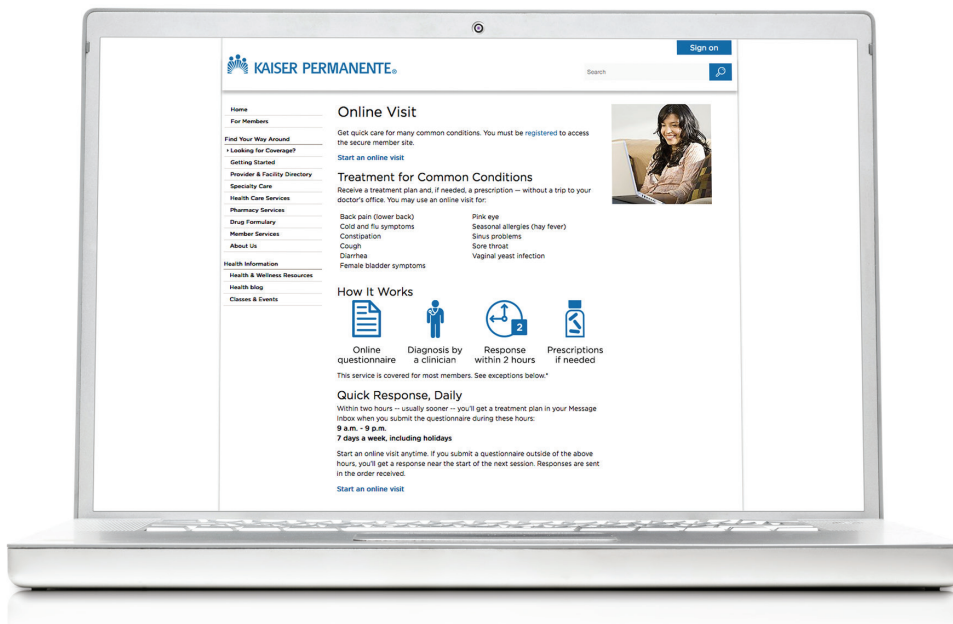 Sign on
KAISER PERMANENTE®
Search
Home
For Members
Find Your Way Around
Looking for Coverage?
Getting Started
Provider & Facility Directory
Specialty Care
Health Care Services
Pharmacy Services
Drug Formulary
Member Services
About Us
Health Information
Health & Wellness Resources
Health blog
Classes & Events
Online Visit
Get quick care for many common conditions. You must be registered to access
the secure member site.
Start an online visit
Treatment for Common Conditions
Receive a treatment plan and, if needed, a prescription — without a trip to your
doctor's office. You may use an online visit for:
Back pain (lower back)
Cold and flu symptoms
Constipation
Cough
Diarrhea
Female bladder symptoms
Pink eye
Seasonal allergies (hay fever)
Sinus problems
Sore throat
Vaginal yeast infection
How It Works
2
Online
questionnaire
Diagnosis by
a clinician
Response
within 2 hours
Prescriptions
if needed
This service is covered for most members. See exceptions below.*
Quick Response, Daily
Within two hours -- usually sooner -- you'll get a treatment plan in your Message
Inbox when you submit the questionnaire during these hours:
9 a.m. - 9 p.m.
7 days a week, including holidays
Start an online visit anytime. If you submit a questionnaire outside of the above
hours, you'll get a response near the start of the next session. Responses are sent
in the order received.
Start an online visit